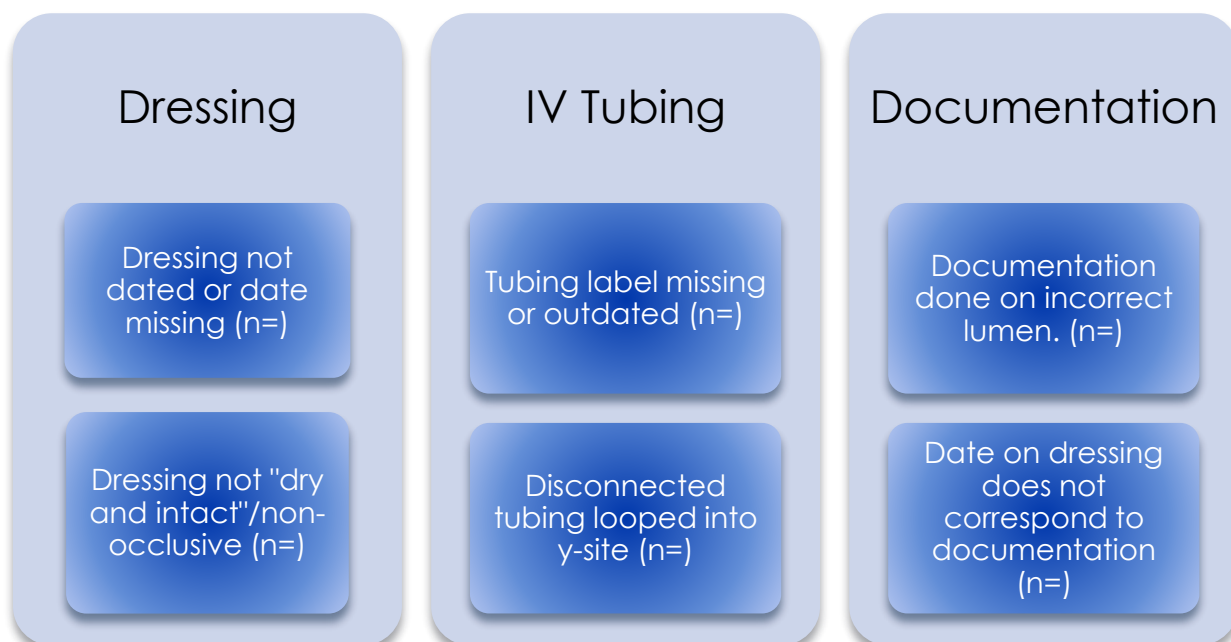 Dressing
Dressing not
dated or date
missing (n=)
Dressing not "dry
and intact"/non-
occlusive (n=)
IV Tubing
Tubing label missing
or outdated (n=)
Disconnected
tubing looped into
y-site (n=)
Documentation
Documentation
done on incorrect
lumen. (n=)
Date on dressing
does not
correspond to
documentation
(n=)